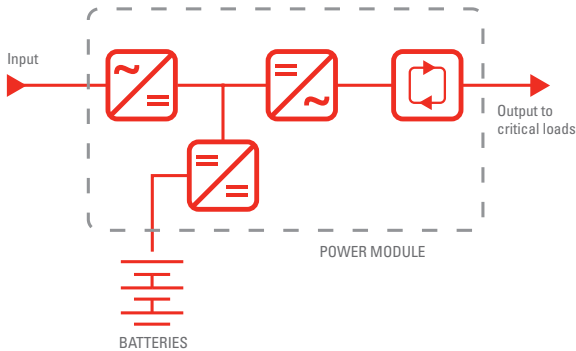 Input
Output to
critical loads
POWER MODULE
BATTERIES